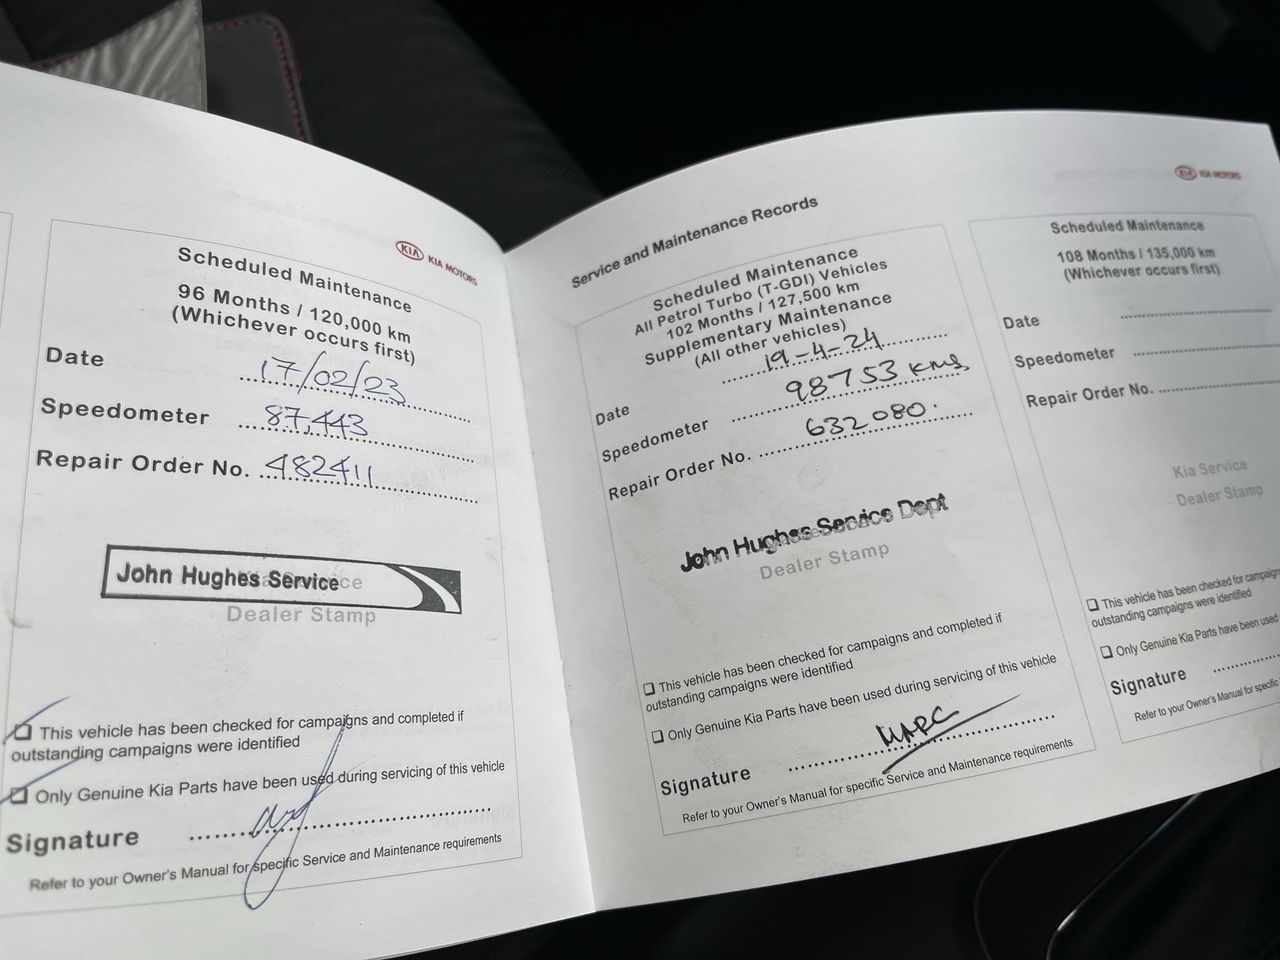 KIA KIA MOTORS
Scheduled Maintenance
96 Months / 120,000 km
(Whichever occurs first)
Date 17/02/23
Speedometer 87,443
Repair Order No. 482411
John Hughes Service
Dealer Stamp
This vehicle has been checked for campaigns and completed if
outstanding campaigns were identified
Only Genuine Kia Parts have been used during servicing of this vehicle
Signature
Refer to your Owner's Manual for specific Service and Maintenance requirements
Service and Maintenance Records
Scheduled Maintenance
All Petrol Turbo (T-GDI) Vehicles
102 Months / 127,500 km
Supplementary Maintenance
(All other vehicles)
Date 19-4-24
Speedometer 98753 KMS
Repair Order No. 632080.
John Hughes Service Dept
Dealer Stamp
This vehicle has been checked for campaigns and completed if
outstanding campaigns were identified
Only Genuine Kia Parts have been used during servicing of this vehicle
Signature MARC
Refer to your Owner's Manual for specific Service and Maintenance requirements
KIA KIA MOTORS
Scheduled Maintenance
108 Months / 135,000 km
(Whichever occurs first)
Date
Speedometer
Repair Order No.
Kia Service
Dealer Stamp
This vehicle has been checked for campaigns
outstanding campaigns were identified
Only Genuine Kia Parts have been used
Signature
Refer to your Owner's Manual for specific